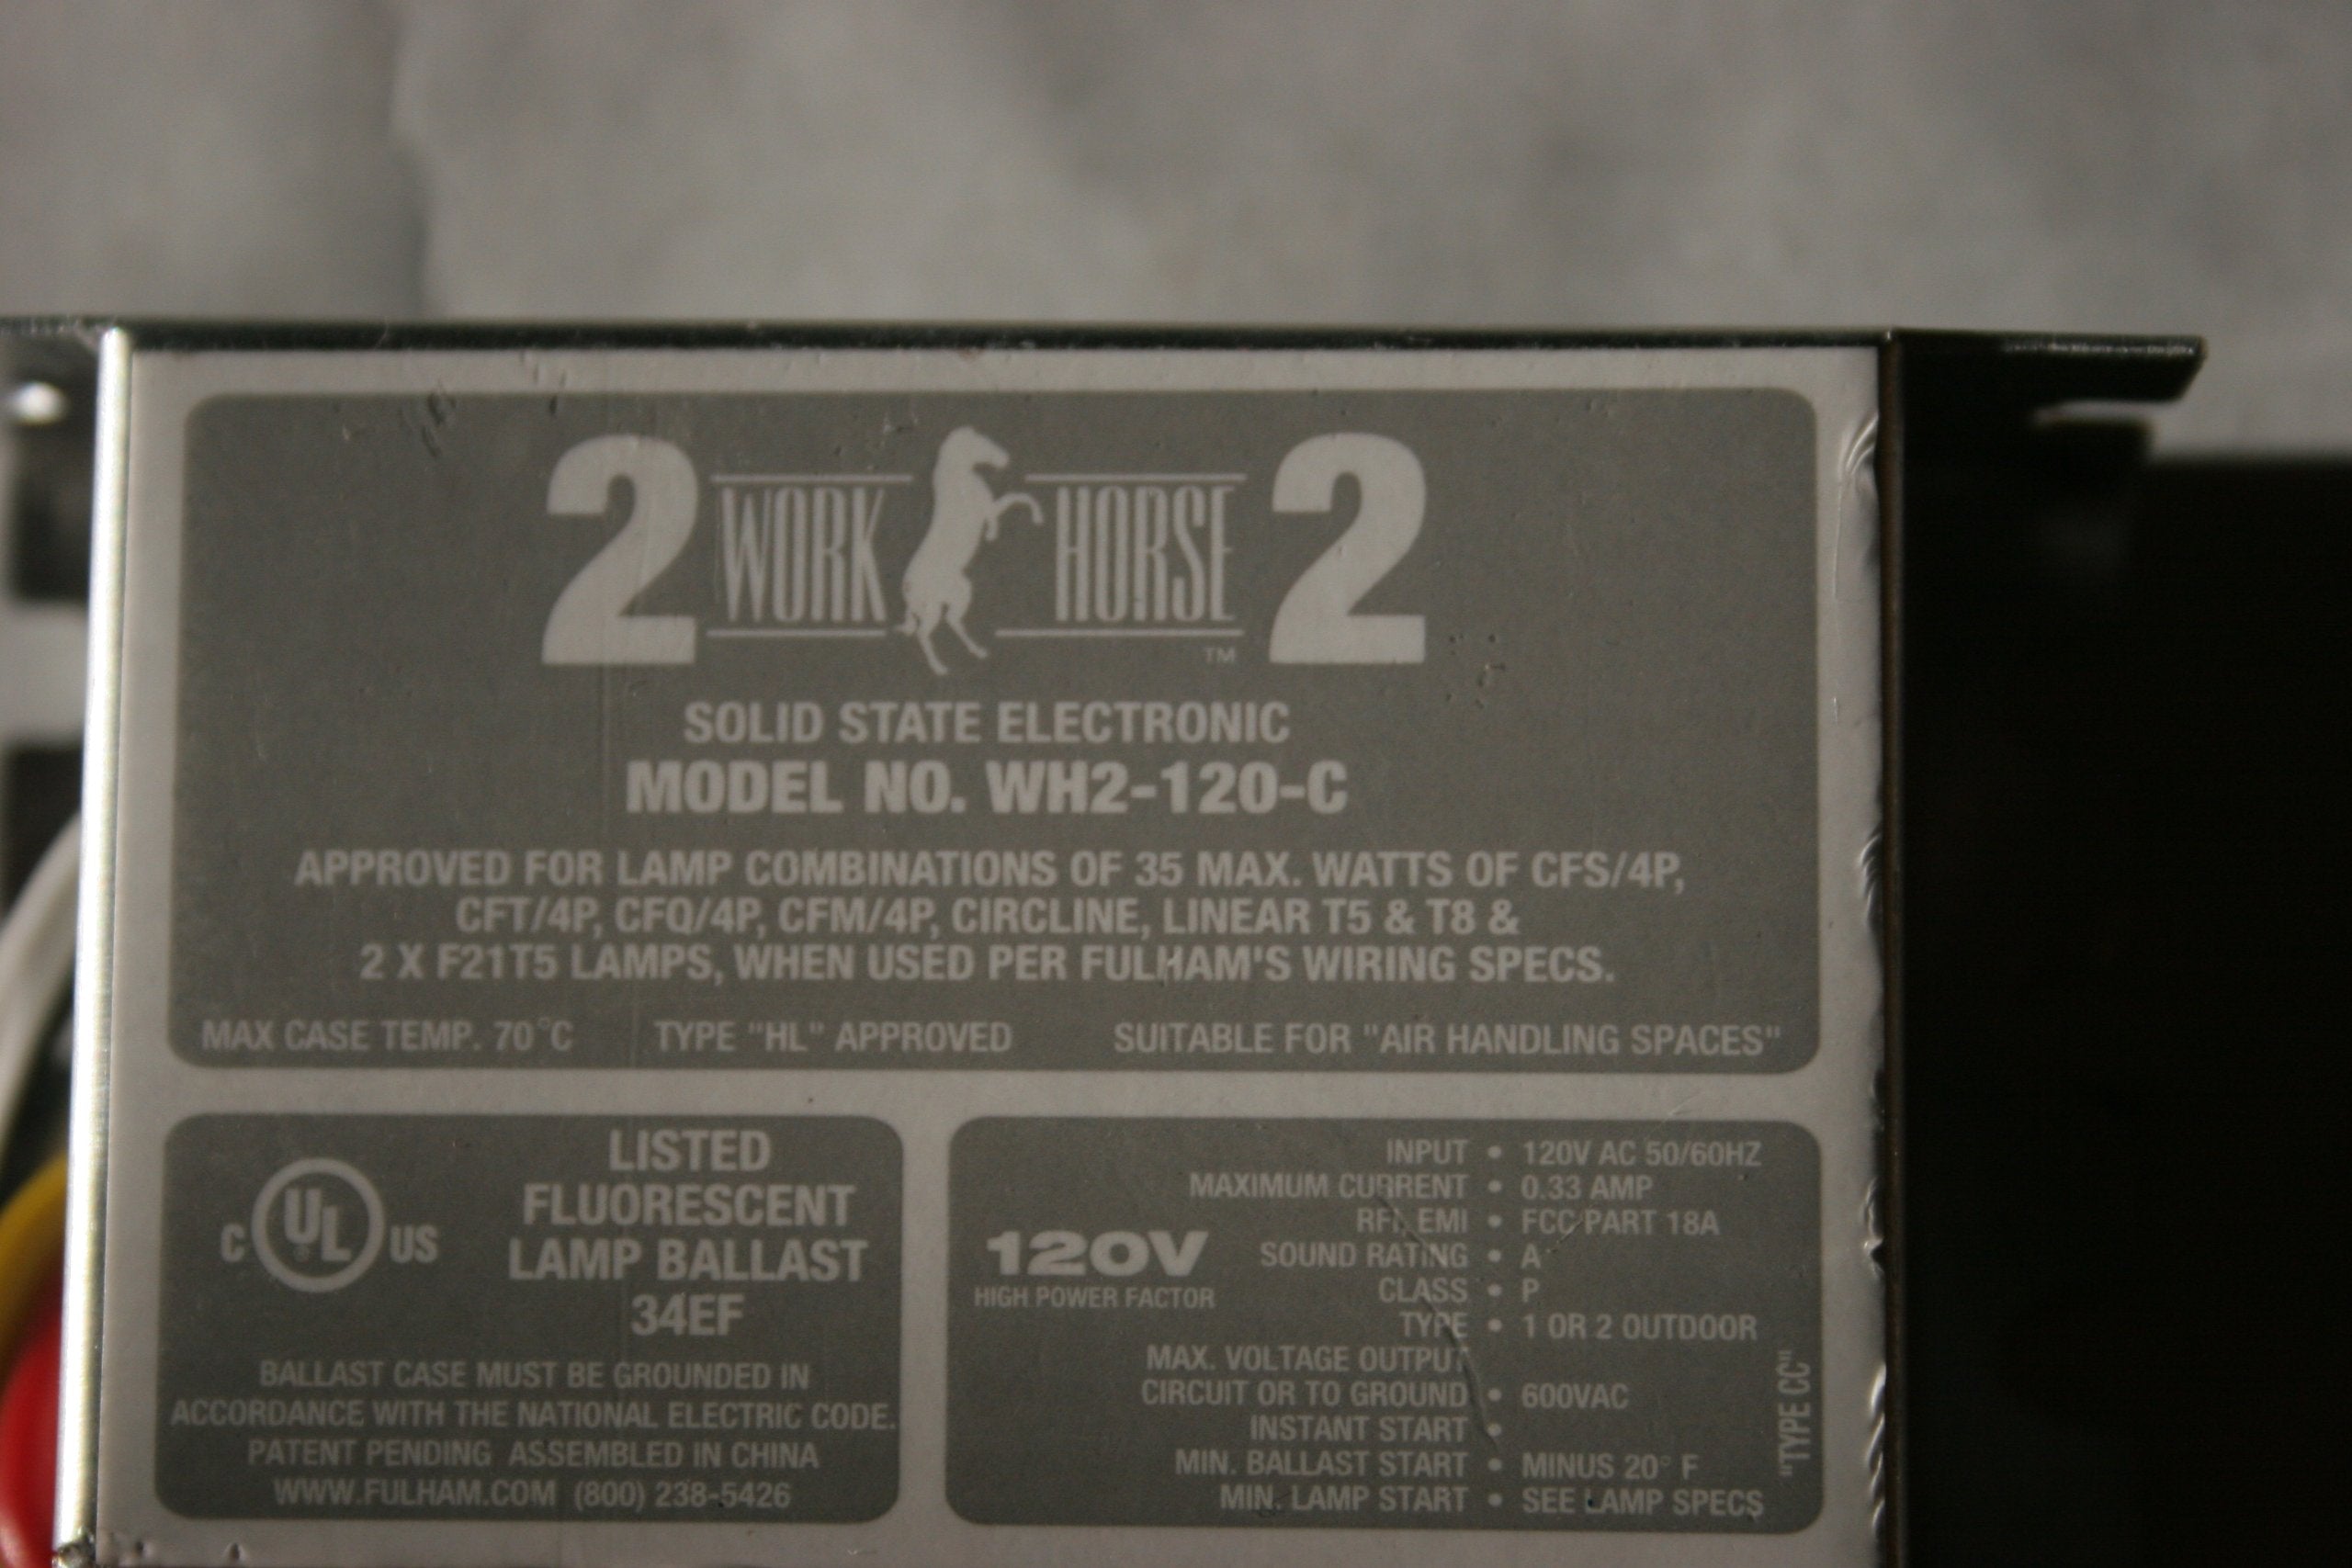 2 WORK HORSE 2
TM
SOLID STATE ELECTRONIC
MODEL NO. WH2-120-C
APPROVED FOR LAMP COMBINATIONS OF 35 MAX. WATTS OF CFS/4P,
CFT/4P, CFQ/4P, CFM/4P, CIRCLINE, LINEAR T5 & T8 &
2 X F21T5 LAMPS, WHEN USED PER FULHAM'S WIRING SPECS.
MAX CASE TEMP. 70°C TYPE "HL" APPROVED SUITABLE FOR "AIR HANDLING SPACES"
C UL US
LISTED
FLUORESCENT
LAMP BALLAST
34EF
BALLAST CASE MUST BE GROUNDED IN
ACCORDANCE WITH THE NATIONAL ELECTRIC CODE.
PATENT PENDING ASSEMBLED IN CHINA
WWW.FULHAM.COM (800) 238-5426
120V
HIGH POWER FACTOR
INPUT • 120V AC 50/60HZ
MAXIMUM CURRENT • 0.33 AMP
RFI, EMI • FCC PART 18A
SOUND RATING • A
CLASS • P
TYPE • 1 OR 2 OUTDOOR
MAX. VOLTAGE OUTPUT
CIRCUIT OR TO GROUND • 600VAC
INSTANT START •
MIN. BALLAST START • MINUS 20° F
MIN. LAMP START • SEE LAMP SPECS
"TYPE CC"